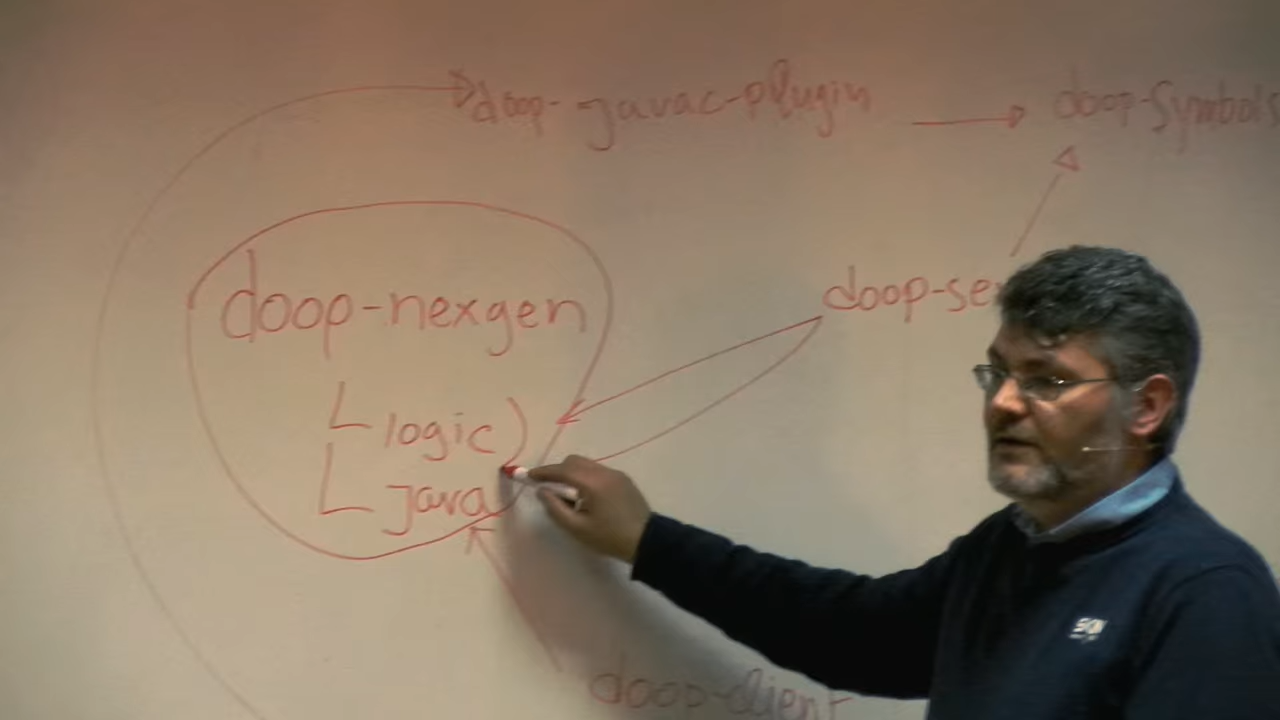 doop-javac-plugin
doop-Symbols
doop-nexgen
doop-se
logic
java
doop-client